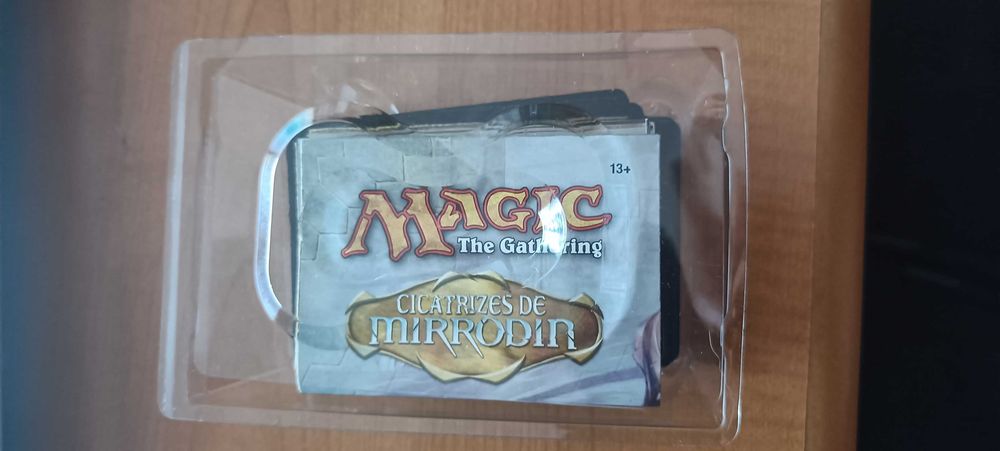 13+
MAGIC
The Gathering
CICATRIZES DE
MIRRODIN